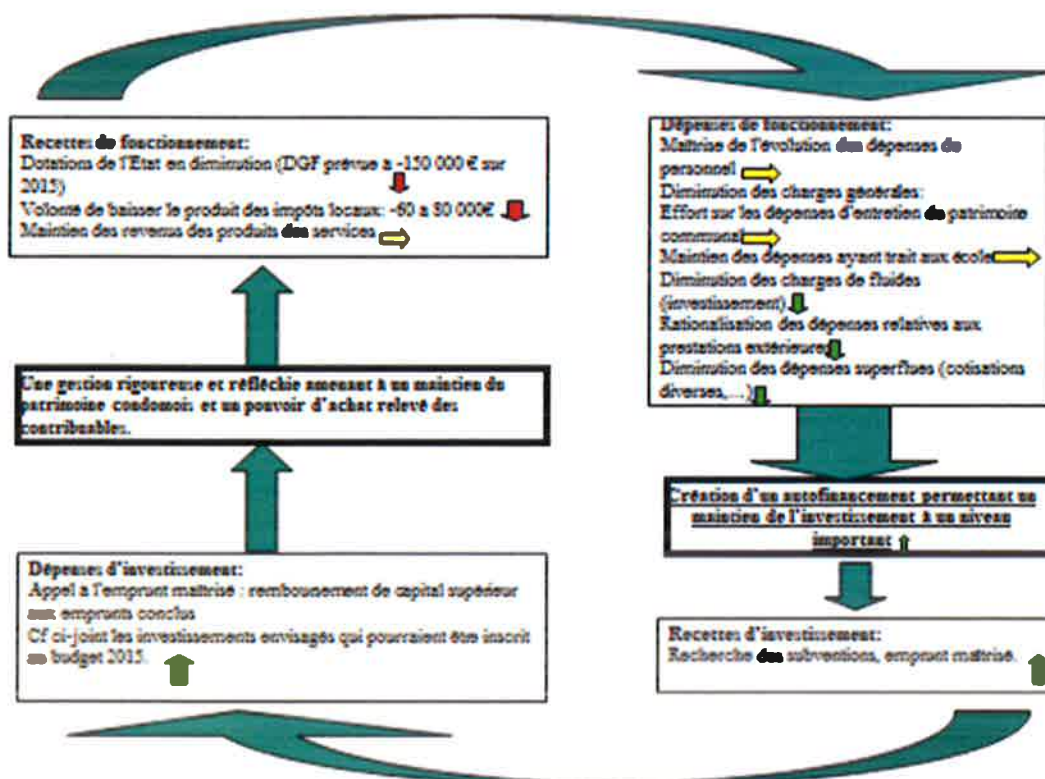 Recettes de fonctionnement:
Dotations de l'Etat en diminution (DGF prévue à -150 000 € sur
2015)
Volonté de baisser le produit des impôts locaux: -60 à 80 000€
Maintien des revenus des produits des services
Une gestion rigoureuse et réfléchie amenant à un maintien du
patrimoine condomois et un pouvoir d'achat relevé des
contribuables.
Dépenses d'investissement:
Appel à l'emprunt maîtrisé : remboursement de capital supérieur
aux emprunts conclus
Cf ci-joint les investissements envisagés qui pourraient être inscrit
au budget 2015.
Dépenses de fonctionnement:
Maîtrise de l'évolution des dépenses de
personnel
Diminution des charges générales:
Effort sur les dépenses d'entretien de patrimoine
communal
Maintien des dépenses ayant trait aux école
Diminution des charges de fluides
(investissement)
Rationalisation des dépenses relatives aux
prestations extérieures
Diminution des dépenses superflues (cotisations
diverses,...)
Création d'un autofinancement permettant un
maintien de l'investissement à un niveau
important
Recettes d'investissement:
Recherche des subventions, emprunt maîtrisé.